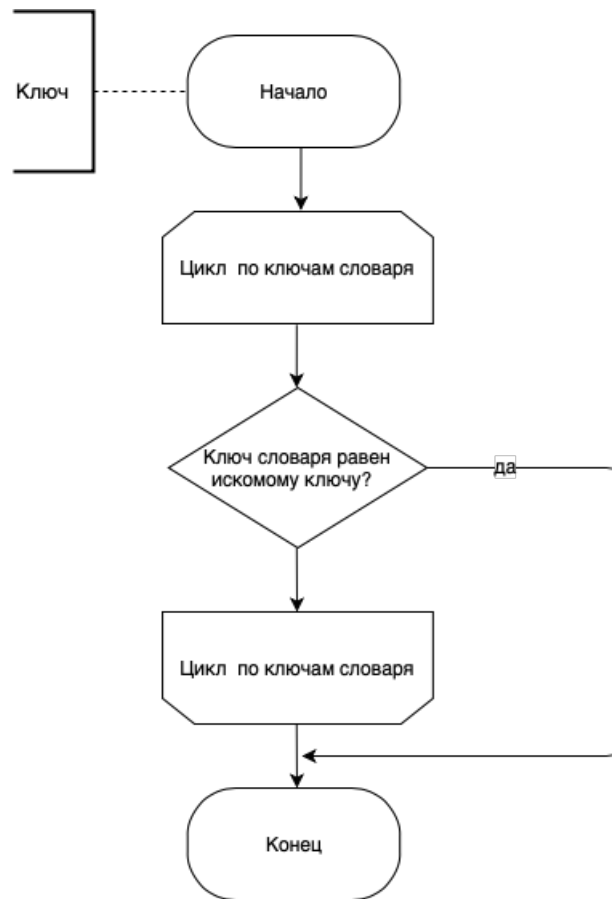 Ключ
Начало
Цикл по ключам словаря
Ключ словаря равен
искомому ключу?
да
Цикл по ключам словаря
Конец